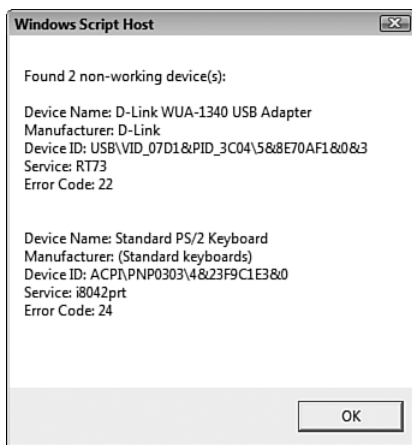 Windows Script Host
Found 2 non-working device(s):
Device Name: D-Link WUA-1340 USB Adapter
Manufacturer: D-Link
Device ID: USB\VID_07D1&PID_3C04\5&8E70AF1&0&3
Service: RT73
Error Code: 22
Device Name: Standard PS/2 Keyboard
Manufacturer: (Standard keyboards)
Device ID: ACPI\PNP0303\4&23F9C1E3&0
Service: i8042prt
Error Code: 24
OK